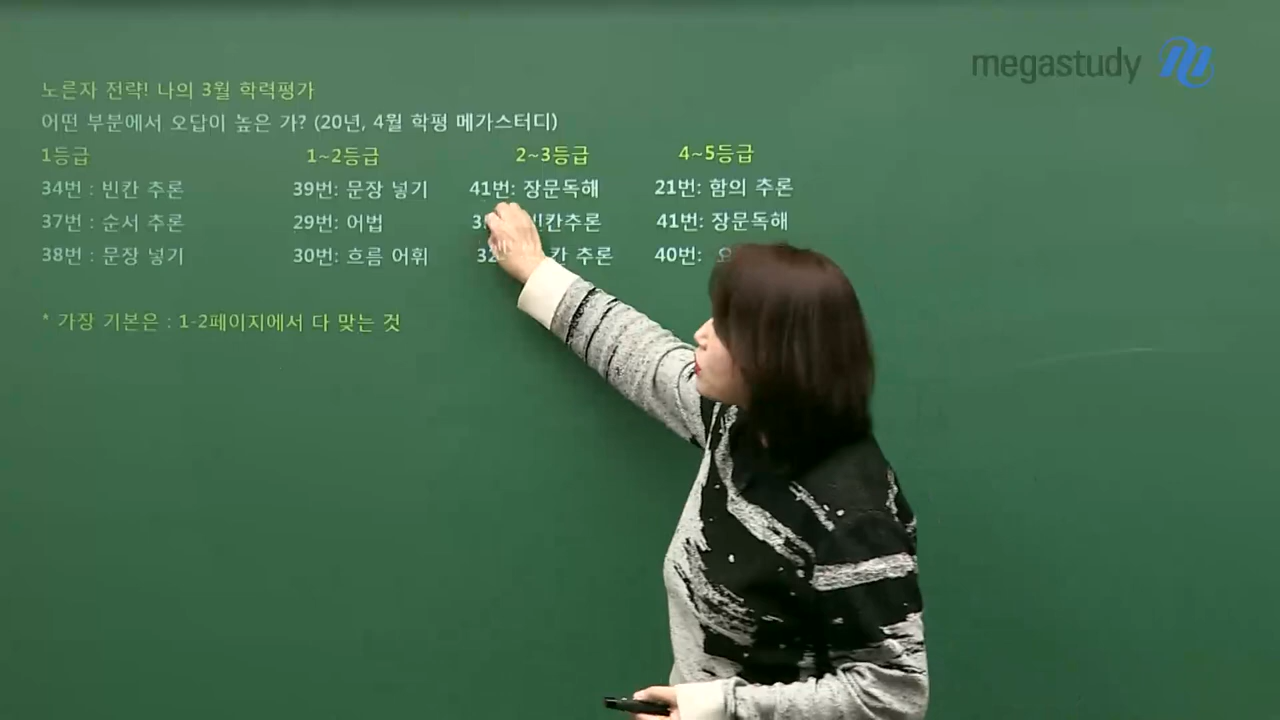 megastudy
노른자 전략! 나의 3월 학력평가
어떤 부분에서 오답이 높은 가? (20년, 4월 학평 메가스터디)
1등급 1~2등급 2~3등급 4~5등급
34번 : 빈칸 추론 39번: 문장 넣기 41번: 장문독해 21번: 함의 추론
37번 : 순서 추론 29번: 어법 빈칸추론 41번: 장문독해
38번 : 문장 넣기 30번: 흐름 어휘 추론 40번:
* 가장 기본은 : 1-2페이지에서 다 맞는 것